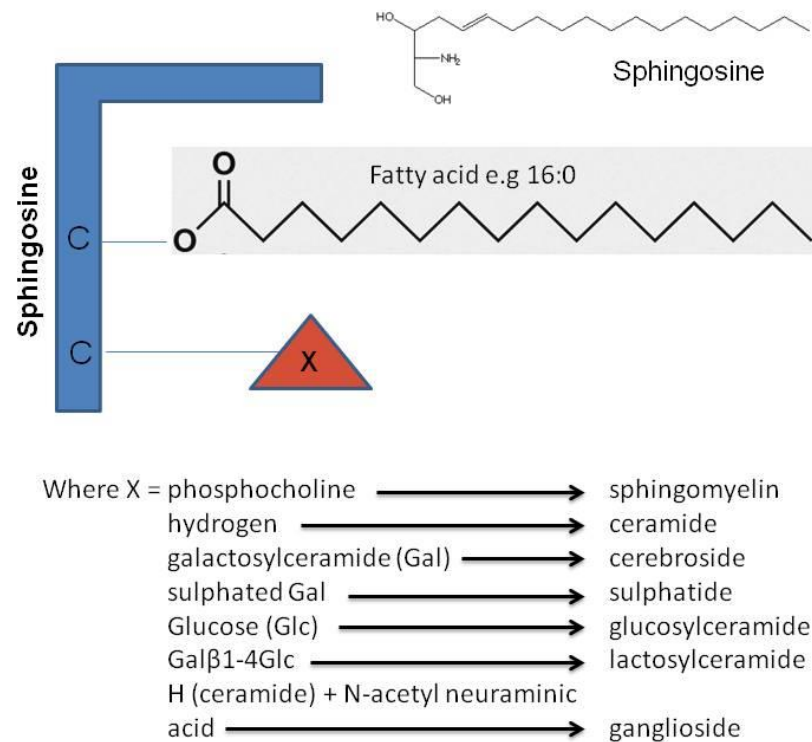 HO
NH2
OH
Sphingosine
Sphingosine
O
Fatty acid e.g 16:0
C
O
C
X
Where X = phosphocholine sphingomyelin
hydrogen ceramide
galactosylceramide (Gal) cerebroside
sulphated Gal sulphatide
Glucose (Glc) glucosylceramide
Galβ1-4Glc lactosylceramide
H (ceramide) + N-acetyl neuraminic
acid ganglioside